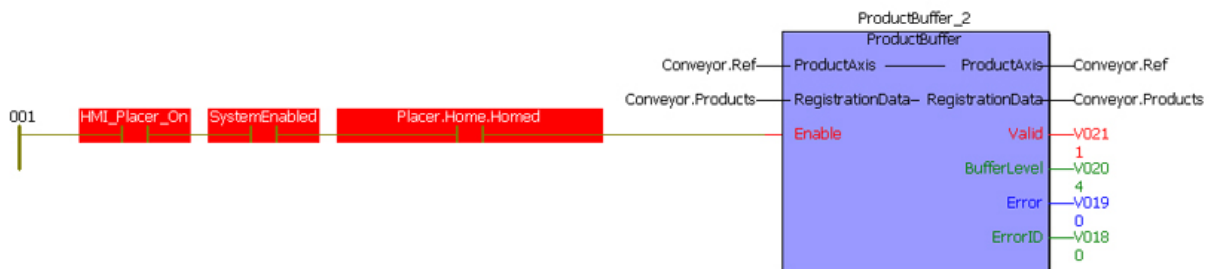 ProductBuffer_2
ProductBuffer
Conveyor.Ref ProductAxis ProductAxis Conveyor.Ref
Conveyor.Products RegistrationData RegistrationData Conveyor.Products
001 HMI_Placer_On SystemEnabled Placer.Home.Homed Enable Valid V021
1
BufferLevel V020
4
Error V019
0
ErrorID V018
0